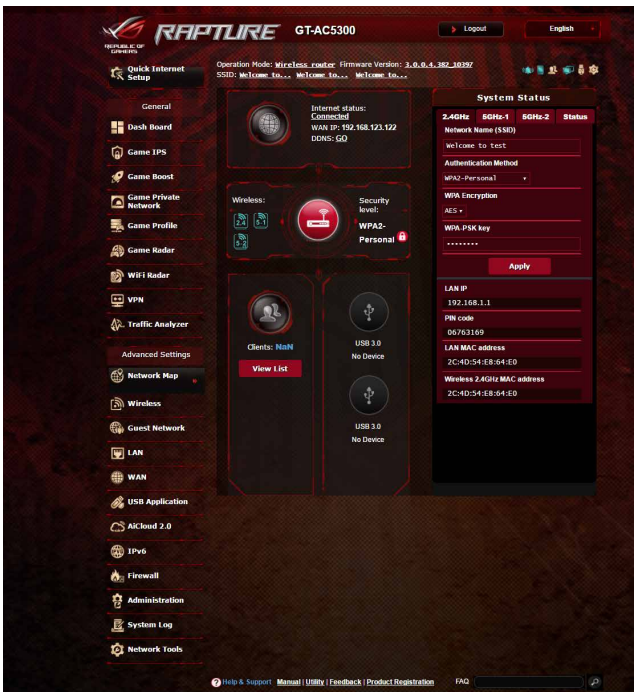 REPUBLIC OF
GAMERS
RAPTURE GT-AC5300
Logout
English
Quick Internet
Setup
Operation Mode: Wireless router Firmware Version: 3.0.0.4.382_10397
SSID: Welcome to... Welcome to... Welcome to...
General
Dash Board
Game IPS
Game Boost
Game Private
Network
Game Profile
Game Radar
WiFi Radar
VPN
Traffic Analyzer
Advanced Settings
Network Map
Wireless
Guest Network
LAN
WAN
USB Application
AiCloud 2.0
IPv6
Firewall
Administration
System Log
Network Tools
Internet status:
Connected
WAN IP: 192.168.123.122
DDNS: GO
Wireless:
2.4 5-1
5-2
Security
level:
WPA2-
Personal
Clients: NaN
View List
USB 3.0
No Device
USB 3.0
No Device
System Status
2.4GHz 5GHz-1 5GHz-2 Status
Network Name (SSID)
Welcome to test
Authentication Method
WPA2-Personal
WPA Encryption
AES
WPA-PSK key
••••••••
Apply
LAN IP
192.168.1.1
PIN code
06763169
LAN MAC address
2C:4D:54:E8:64:E0
Wireless 2.4GHz MAC address
2C:4D:54:E8:64:E0
Help & Support Manual | Utility | Feedback | Product Registration FAQ